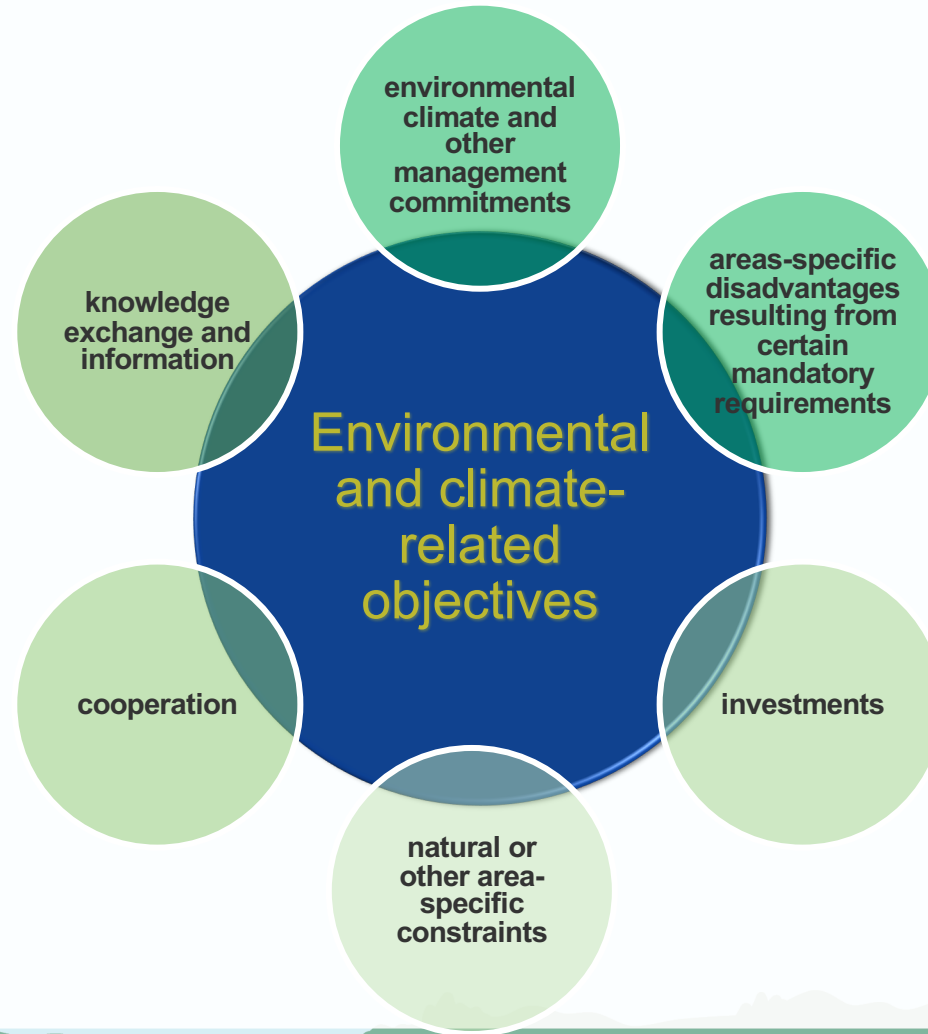 environmental
climate and
other
management
commitments
areas-specific
disadvantages
resulting from
certain
mandatory
requirements
knowledge
exchange and
information
Environmental
and climate-
related
objectives
cooperation
investments
natural or
other area-
specific
constraints